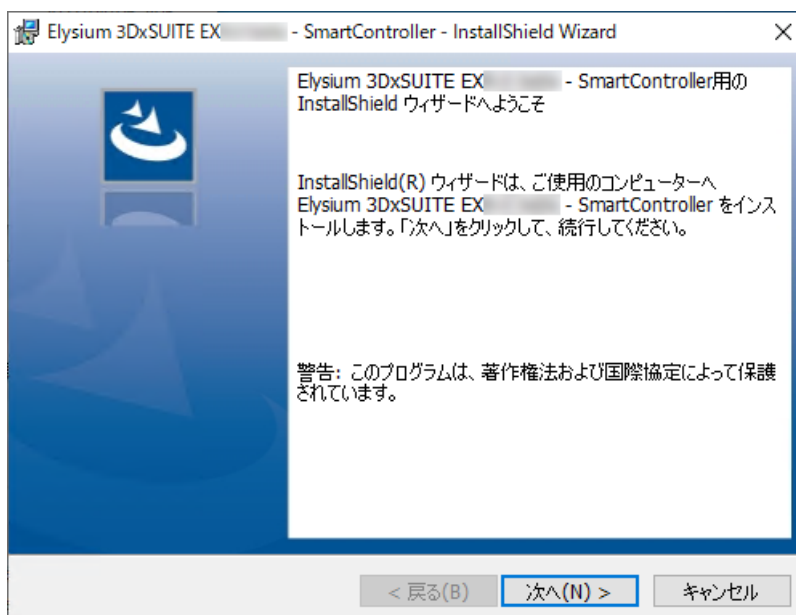 Elysium 3DxSUITE EX - SmartController - InstallShield Wizard
Elysium 3DxSUITE EX - SmartController用の
InstallShield ウィザードへようこそ
InstallShield(R) ウィザードは、ご使用のコンピューターへ
Elysium 3DxSUITE EX - SmartController をインス
トールします。「次へ」をクリックして、続行してください。
警告: このプログラムは、著作権法および国際協定によって保護
されています。
< 戻る(B)
次へ(N) >
キャンセル